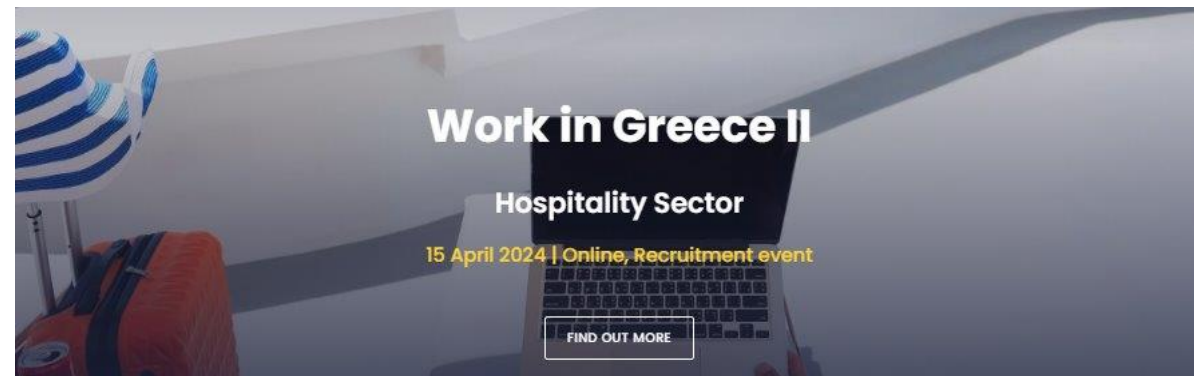 Work in Greece II
Hospitality Sector
15 April 2024 | Online, Recruitment event
FIND OUT MORE